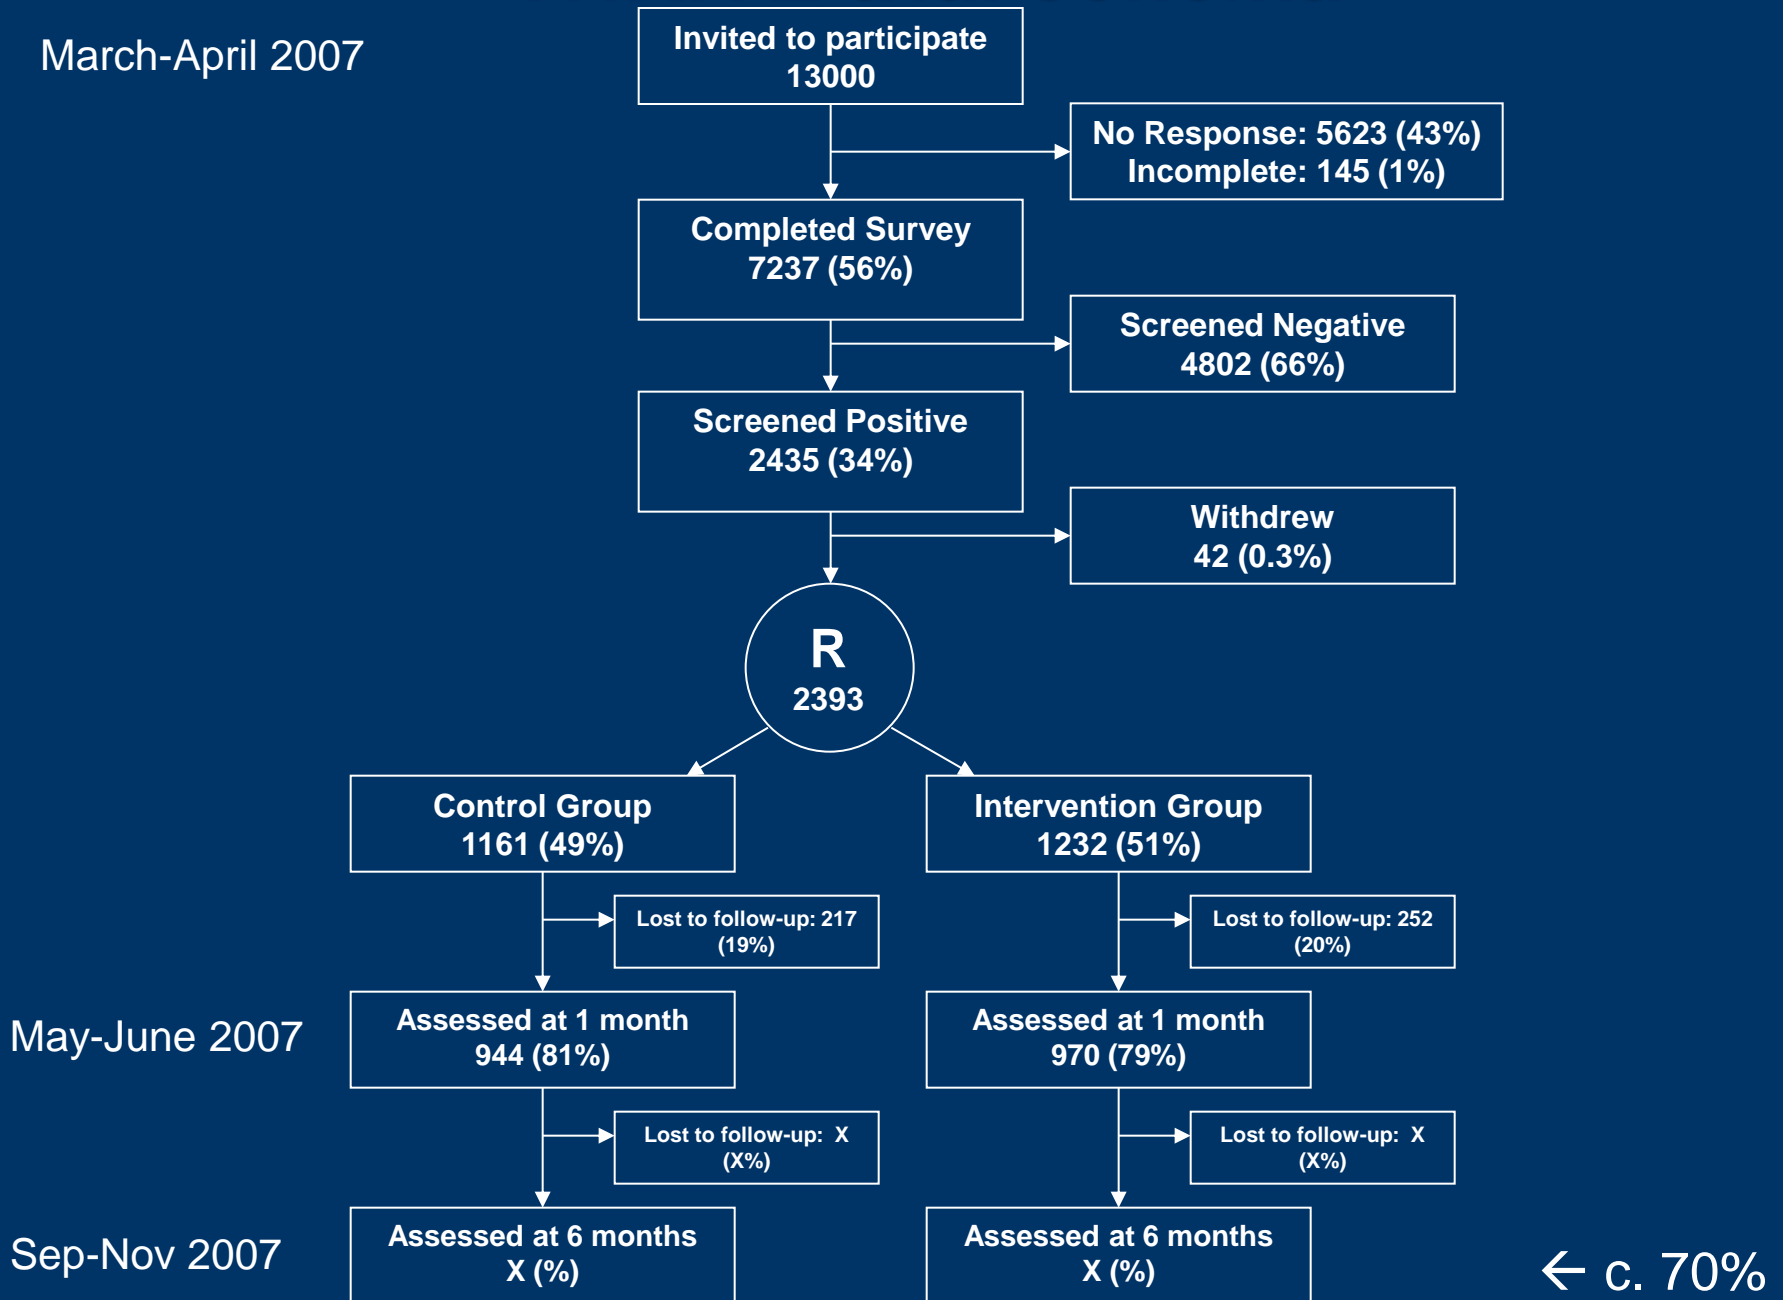 March-April 2007
Invited to participate
13000
No Response: 5623 (43%)
Incomplete: 145 (1%)
Completed Survey
7237 (56%)
Screened Negative
4802 (66%)
Screened Positive
2435 (34%)
Withdrew
42 (0.3%)
R
2393
Control Group
1161 (49%)
Intervention Group
1232 (51%)
Lost to follow-up: 217
(19%)
Lost to follow-up: 252
(20%)
May-June 2007
Assessed at 1 month
944 (81%)
Assessed at 1 month
970 (79%)
Lost to follow-up: X
(X%)
Lost to follow-up: X
(X%)
Sep-Nov 2007
Assessed at 6 months
X (%)
Assessed at 6 months
X (%)
← c. 70%